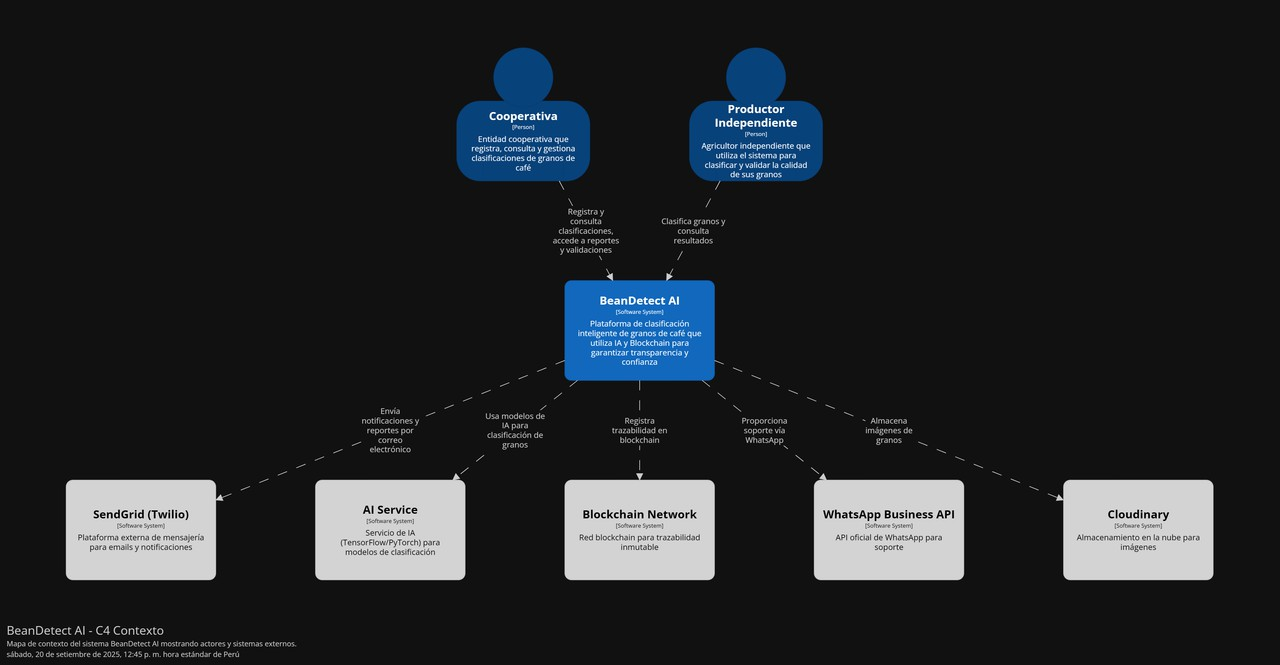 Cooperativa
[Person]
Entidad cooperativa que
registra, consulta y gestiona
clasificaciones de granos de
café
Productor
Independiente
[Person]
Agricultor independiente que
utiliza el sistema para
clasificar y validar la calidad
de sus granos
Registra y
consulta
clasificaciones,
accede a reportes
y validaciones
Clasifica granos y
consulta
resultados
BeanDetect AI
[Software System]
Plataforma de clasificación
inteligente de granos de café que
utiliza IA y Blockchain para
garantizar transparencia y
confianza
Envía
notificaciones y
reportes por
correo
electrónico
Usa modelos de
IA para
clasificación de
granos
Registra
trazabilidad en
blockchain
Proporciona
soporte vía
WhatsApp
Almacena
imágenes de
granos
SendGrid (Twilio)
[Software System]
Plataforma externa de mensajería
para emails y notificaciones
AI Service
[Software System]
Servicio de IA
(TensorFlow/PyTorch) para
modelos de clasificación
Blockchain Network
[Software System]
Red blockchain para trazabilidad
inmutable
WhatsApp Business API
[Software System]
API oficial de WhatsApp para
soporte
Cloudinary
[Software System]
Almacenamiento en la nube para
imágenes
BeanDetect AI - C4 Contexto
Mapa de contexto del sistema BeanDetect AI mostrando actores y sistemas externos.
sábado, 20 de setiembre de 2025, 12:45 p. m. hora estándar de Perú